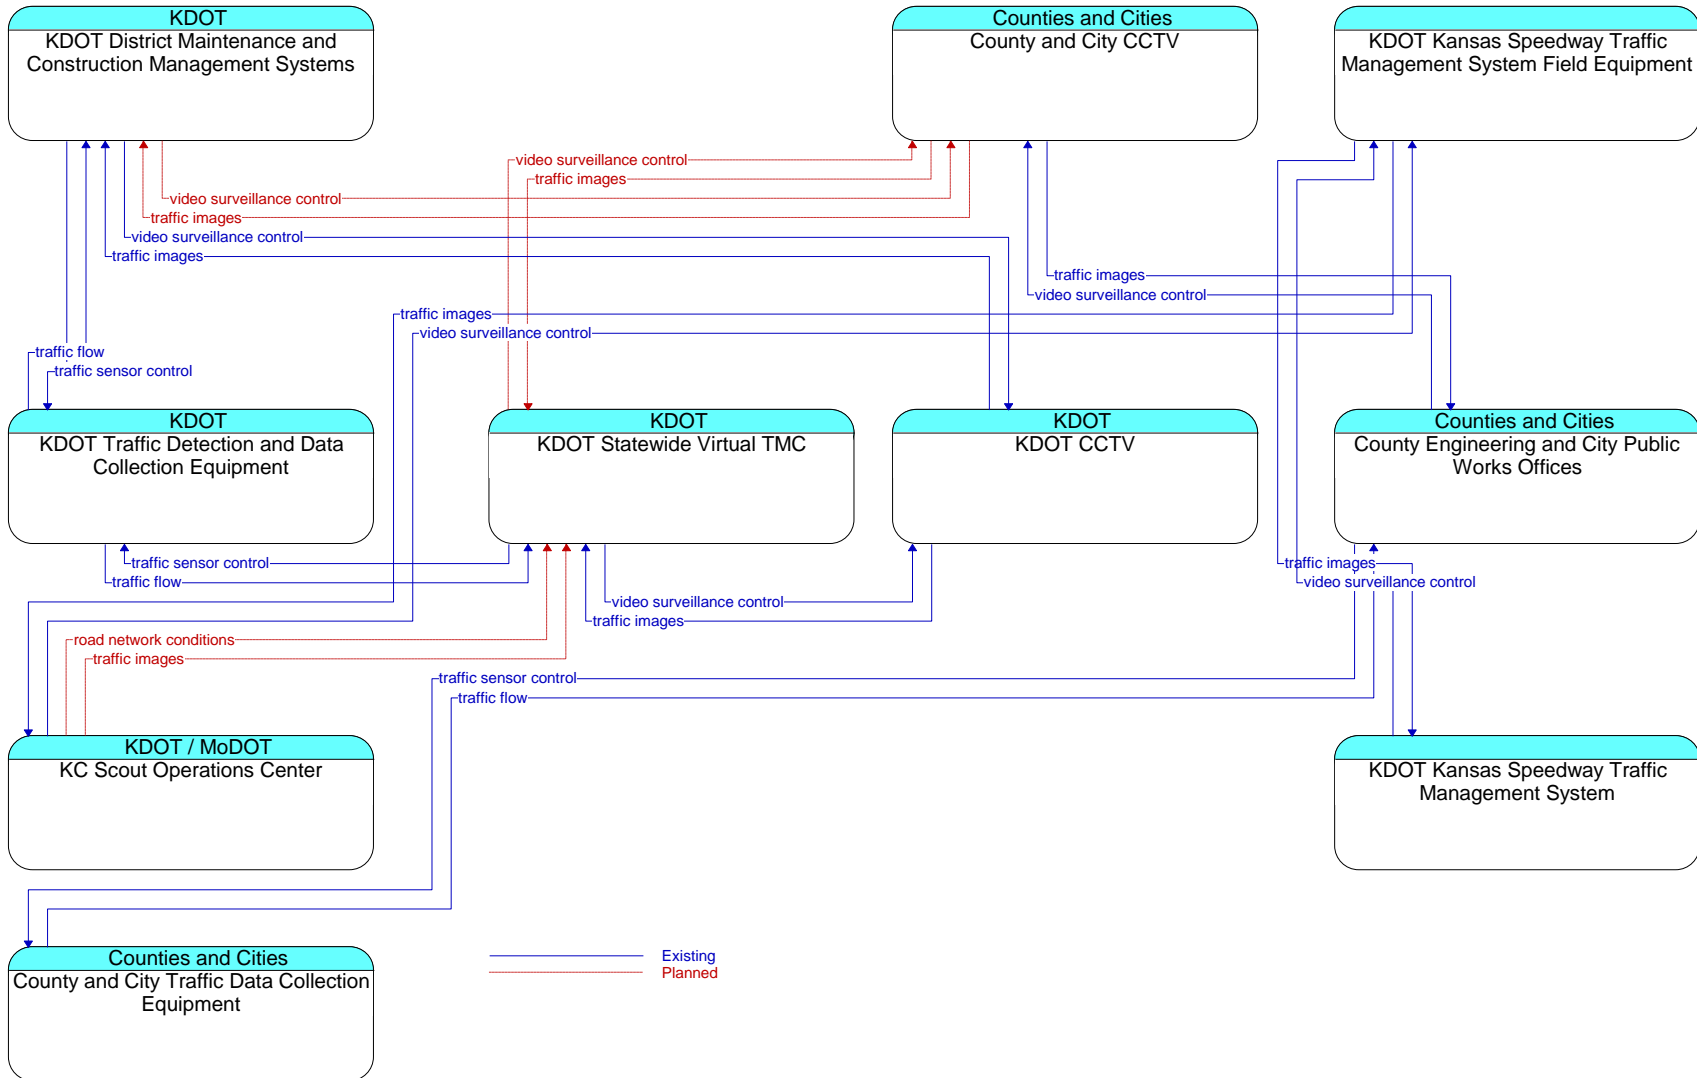 KDOT
KDOT District Maintenance and
Construction Management Systems
Counties and Cities
County and City CCTV
KDOT Kansas Speedway Traffic
Management System Field Equipment
video surveillance control
traffic images
video surveillance control
traffic images
video surveillance control
traffic images
traffic images
video surveillance control
traffic images
video surveillance control
traffic flow
traffic sensor control
KDOT
KDOT Traffic Detection and Data
Collection Equipment
KDOT
KDOT Statewide Virtual TMC
KDOT
KDOT CCTV
Counties and Cities
County Engineering and City Public
Works Offices
traffic sensor control
traffic flow
traffic images
video surveillance control
video surveillance control
traffic images
road network conditions
traffic images
traffic sensor control
traffic flow
KDOT / MoDOT
KC Scout Operations Center
KDOT Kansas Speedway Traffic
Management System
Counties and Cities
County and City Traffic Data Collection
Equipment
Existing
Planned